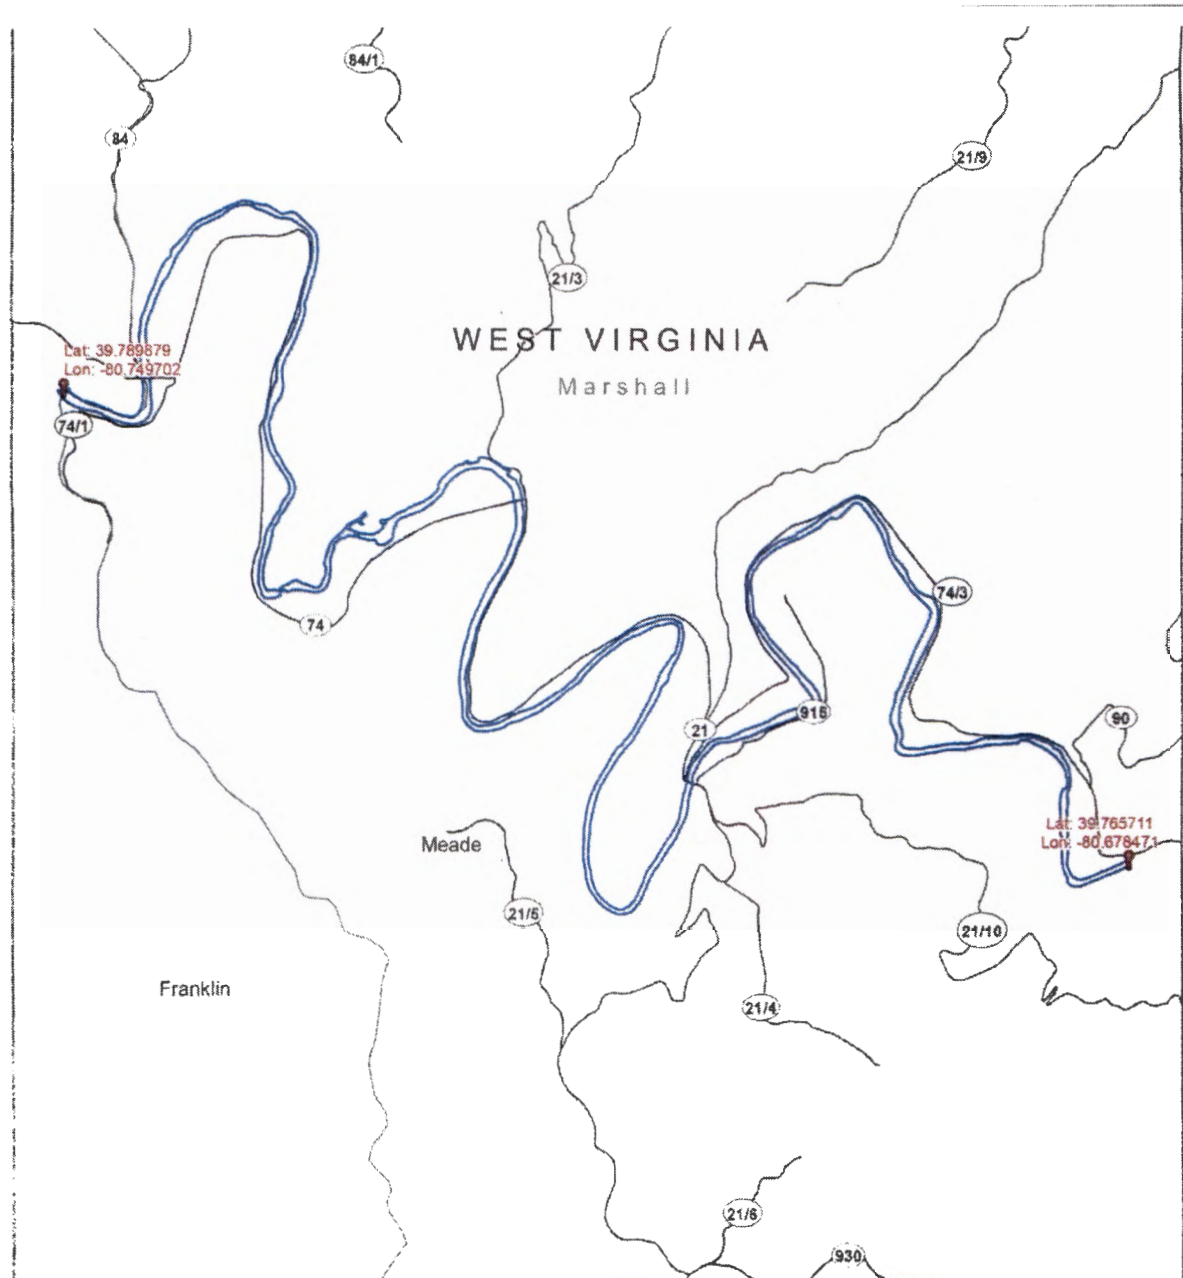 84/1
84
21/9
21/3
WEST VIRGINIA
Marshall
Lat: 39.789879
Lon: -80.749702
74/1
74
74/3
916
21
90
Lat: 39.765711
Lon: -80.678471
Meade
21/5
21/10
Franklin
21/4
21/6
930